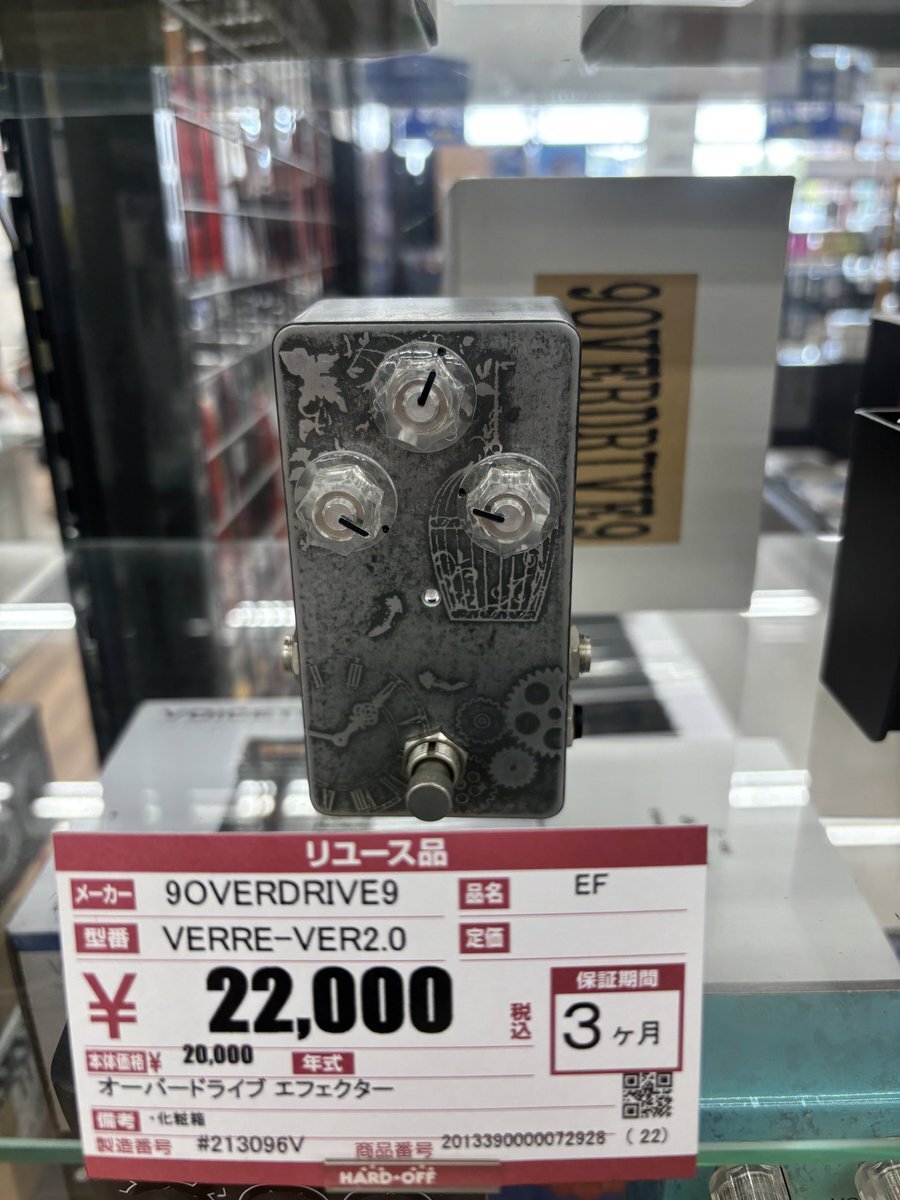 9OVERDRIVE9
リユース品
メーカー 9OVERDRIVE9 品名 EF
型番 VERRE-VER2.0 定価
¥22,000 税込
保証期間
3ヶ月
本体価格¥ 20,000 年式
オーバードライブ エフェクター
備考 ・化粧箱
製造番号 #213096V 商品番号 2013390000072928 (22)
HARD・OFF